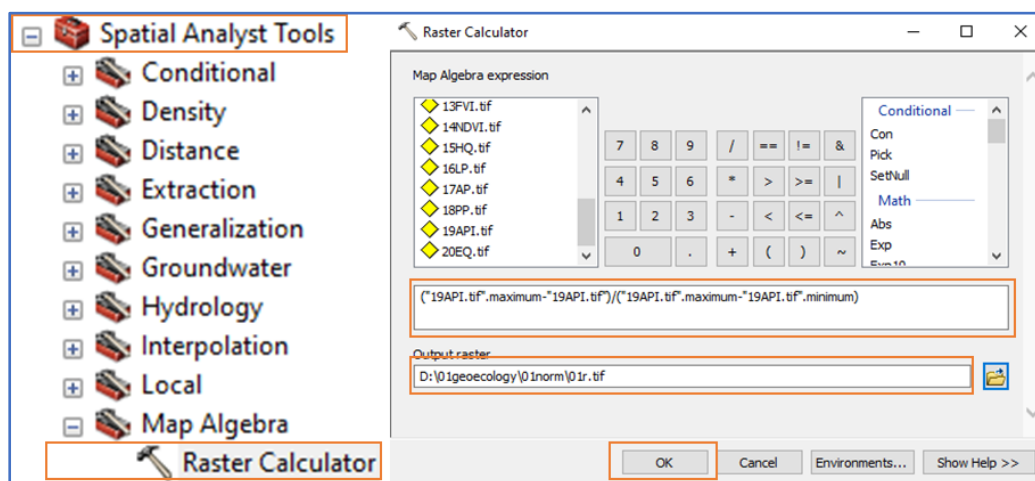 Spatial Analyst Tools
Conditional
Density
Distance
Extraction
Generalization
Groundwater
Hydrology
Interpolation
Local
Map Algebra
Raster Calculator
Raster Calculator
Map Algebra expression
13FVI.tif
14NDVI.tif
15HQ.tif
16LP.tif
17AP.tif
18PP.tif
19API.tif
20EQ.tif
7 8 9 / == != &
4 5 6 * > >= |
1 2 3 - < <= ^
0 . + ( ) ~
Conditional
Con
Pick
SetNull
Math
Abs
Exp
Exp10
("19API.tif".maximum-"19API.tif")/("19API.tif".maximum-"19API.tif".minimum)
Output raster
D:\01geoecology\01norm\01r.tif
OK Cancel Environments... Show Help >>